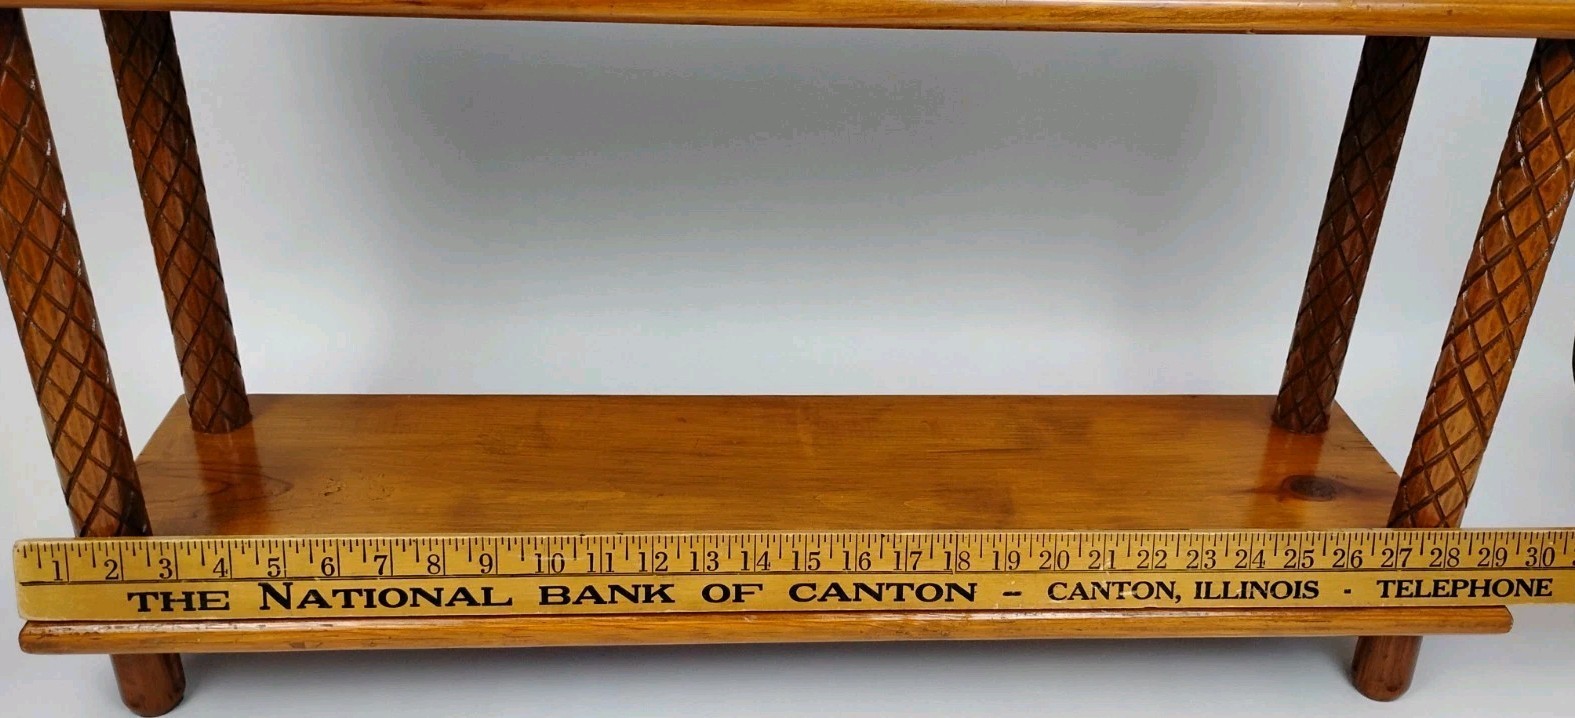 1 2 3 4 5 6 7 8 9 10 11 12 13 14 15 16 17 18 19 20 21 22 23 24 25 26 27 28 29 30
THE NATIONAL BANK OF CANTON - CANTON, ILLINOIS · TELEPHONE